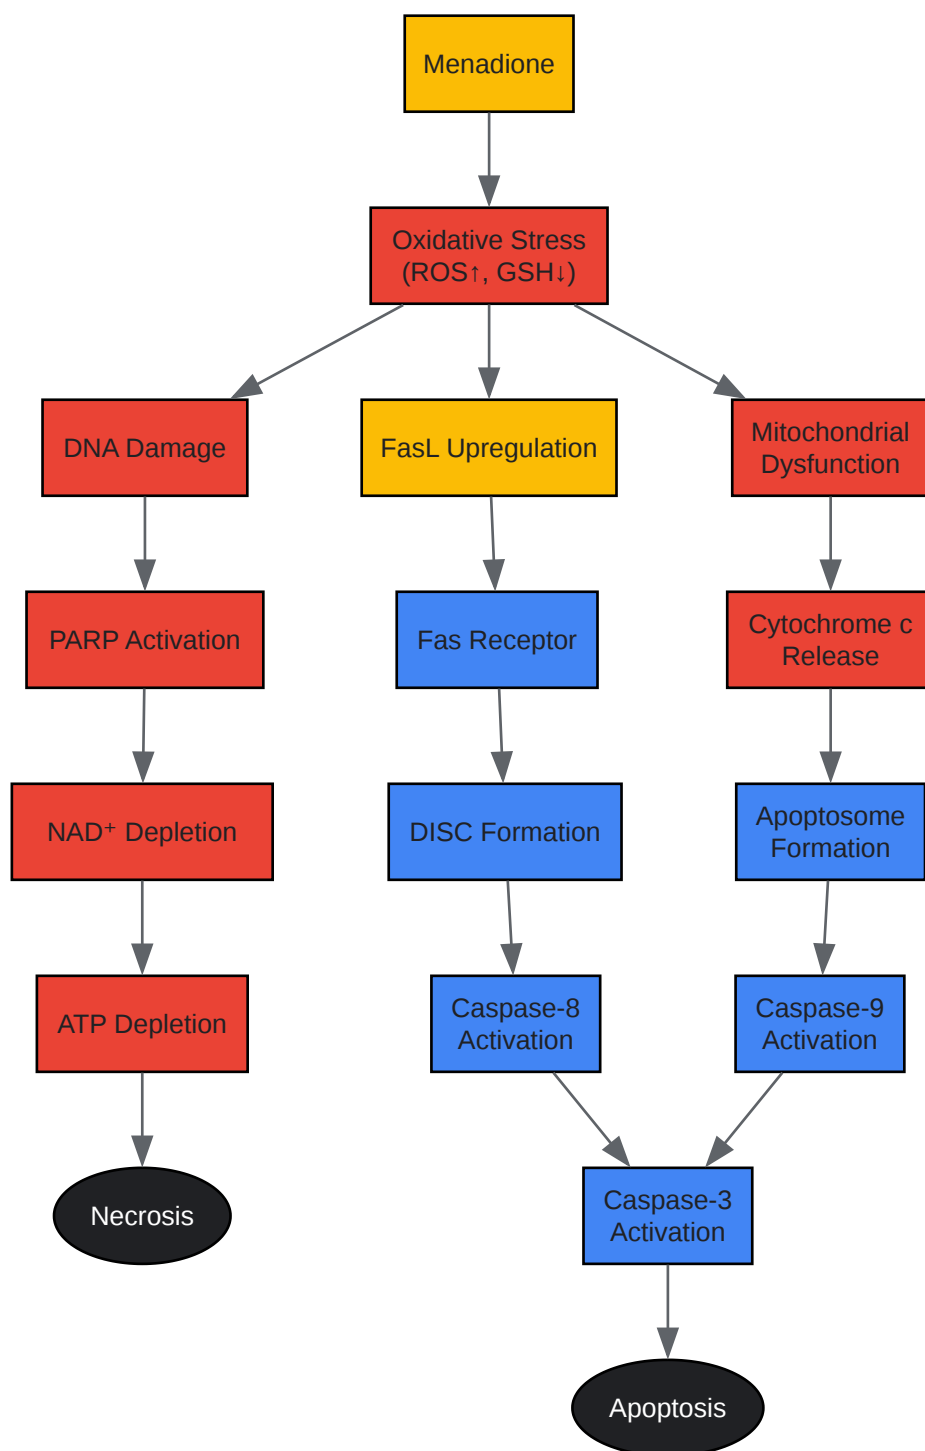 Menadione
Oxidative Stress
(ROS↑, GSH↓)
DNA Damage
FasL Upregulation
Mitochondrial
Dysfunction
PARP Activation
Fas Receptor
Cytochrome c
Release
NAD⁺ Depletion
DISC Formation
Apoptosome
Formation
ATP Depletion
Caspase-8
Activation
Caspase-9
Activation
Necrosis
Caspase-3
Activation
Apoptosis